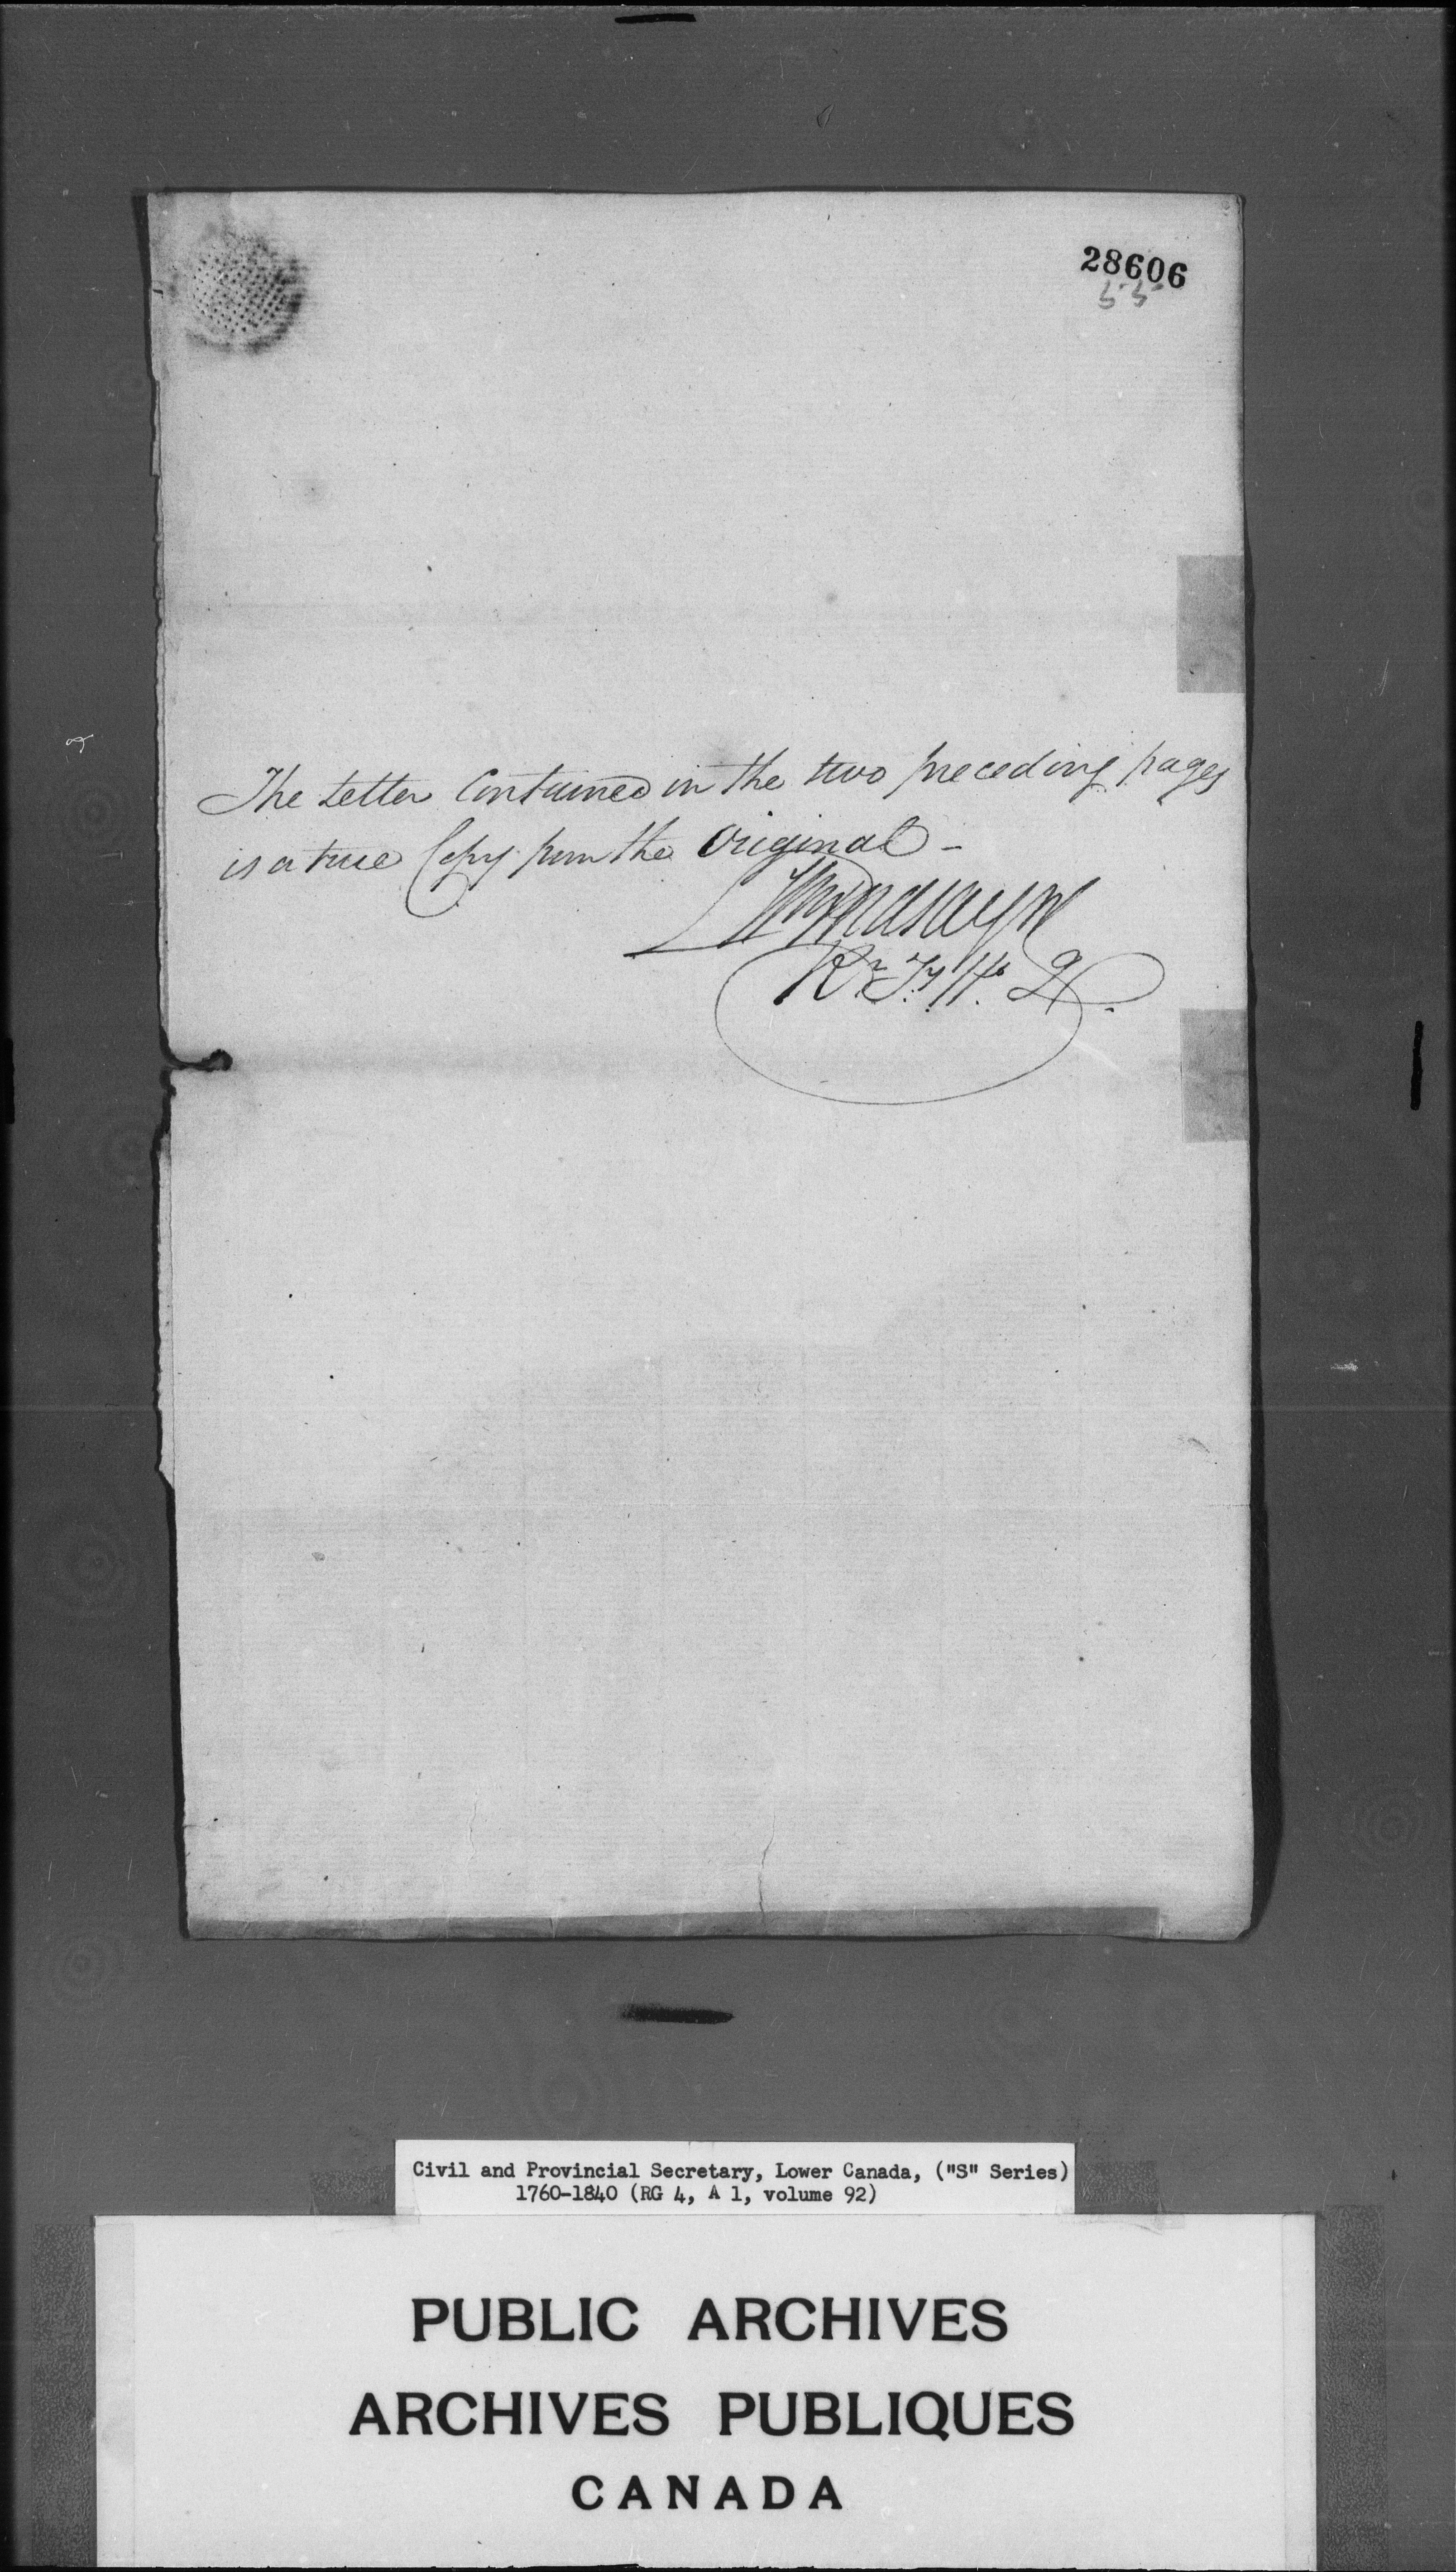 28606
55
The Letter Contained in the two preceding pages
is a true Copy from the Original -
Civil and Provincial Secretary, Lower Canada, ("S" Series)
1760-1840 (RG 4, A 1, volume 92)
PUBLIC ARCHIVES
ARCHIVES PUBLIQUES
CANADA